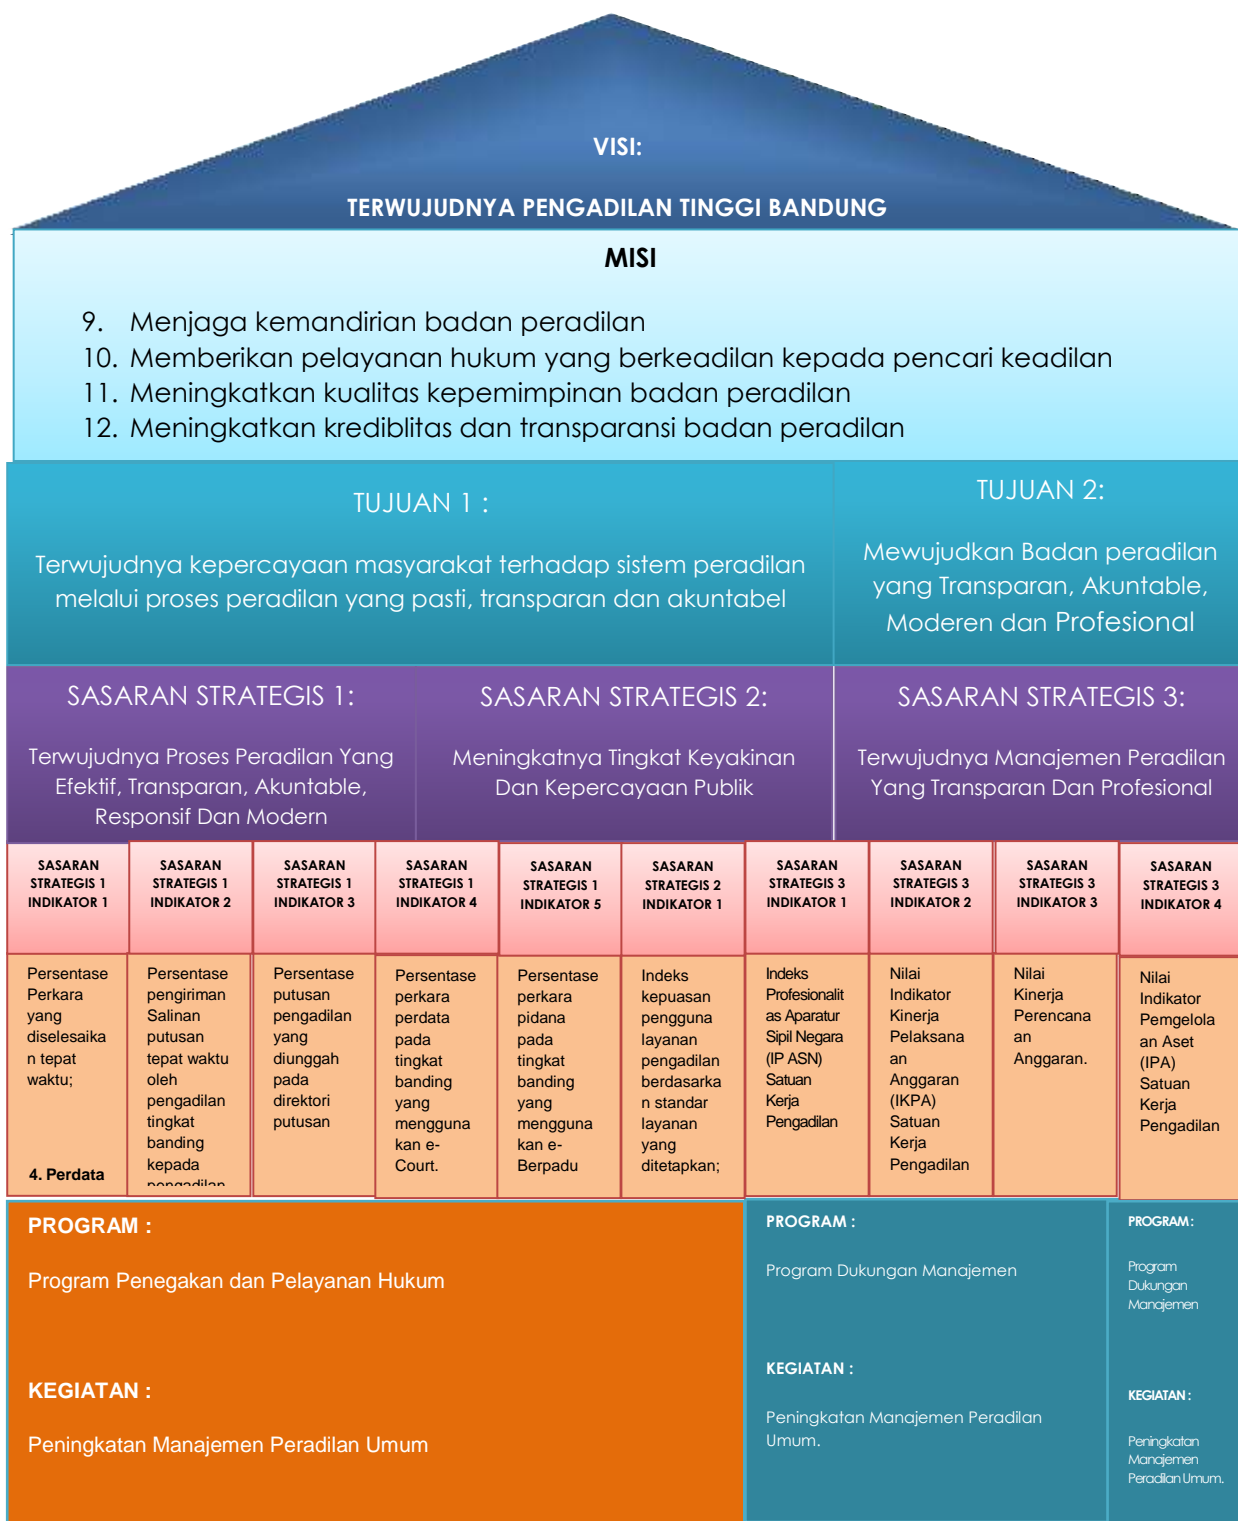 VISI:
TERWUJUDNYA PENGADILAN TINGGI BANDUNG
MISI
9. Menjaga kemandirian badan peradilan
10. Memberikan pelayanan hukum yang berkeadilan kepada pencari keadilan
11. Meningkatkan kualitas kepemimpinan badan peradilan
12. Meningkatkan krediblitas dan transparansi badan peradilan
TUJUAN 1 :
Terwujudnya kepercayaan masyarakat terhadap sistem peradilan
melalui proses peradilan yang pasti, transparan dan akuntabel
TUJUAN 2:
Mewujudkan Badan peradilan
yang Transparan, Akuntable,
Moderen dan Profesional
SASARAN STRATEGIS 1:
Terwujudnya Proses Peradilan Yang
Efektif, Transparan, Akuntable,
Responsif Dan Modern
SASARAN STRATEGIS 2:
Meningkatnya Tingkat Keyakinan
Dan Kepercayaan Publik
SASARAN STRATEGIS 3:
Terwujudnya Manajemen Peradilan
Yang Transparan Dan Profesional
SASARAN
STRATEGIS 1
INDIKATOR 1
SASARAN
STRATEGIS 1
INDIKATOR 2
SASARAN
STRATEGIS 1
INDIKATOR 3
SASARAN
STRATEGIS 1
INDIKATOR 4
SASARAN
STRATEGIS 1
INDIKATOR 5
SASARAN
STRATEGIS 2
INDIKATOR 1
SASARAN
STRATEGIS 3
INDIKATOR 1
SASARAN
STRATEGIS 3
INDIKATOR 2
SASARAN
STRATEGIS 3
INDIKATOR 3
SASARAN
STRATEGIS 3
INDIKATOR 4
Persentase
Perkara
yang
diselesaika
n tepat
waktu;
4. Perdata
Persentase
pengiriman
Salinan
putusan
tepat waktu
oleh
pengadilan
tingkat
banding
kepada
pengadilan
Persentase
putusan
pengadilan
yang
diunggah
pada
direktori
putusan
Persentase
perkara
perdata
pada
tingkat
banding
yang
mengguna
kan e-
Court.
Persentase
perkara
pidana
pada
tingkat
banding
yang
mengguna
kan e-
Berpadu
Indeks
kepuasan
pengguna
layanan
pengadilan
berdasarka
n standar
layanan
yang
ditetapkan;
Indeks
Profesionalit
as Aparatur
Sipil Negara
(IP ASN)
Satuan
Kerja
Pengadilan
Nilai
Indikator
Kinerja
Pelaksana
an
Anggaran
(IKPA)
Satuan
Kerja
Pengadilan
Nilai
Kinerja
Perencana
an
Anggaran.
Nilai
Indikator
Pemgelola
an Aset
(IPA)
Satuan
Kerja
Pengadilan
PROGRAM :
Program Penegakan dan Pelayanan Hukum
KEGIATAN :
Peningkatan Manajemen Peradilan Umum
PROGRAM :
Program Dukungan Manajemen
KEGIATAN :
Peningkatan Manajemen Peradilan
Umum.
PROGRAM :
Program
Dukungan
Manajemen
KEGIATAN :
Peningkatan
Manajemen
Peradilan Umum.